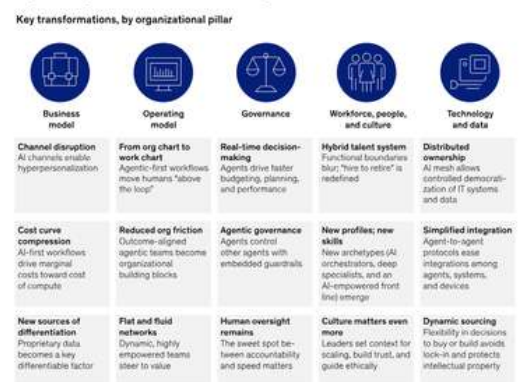 Key transformations, by organizational pillar
Business
model
Operating
model
Governance
Workforce, people,
and culture
Technology
and data
Channel disruption
AI channels enable
hyperpersonalization
From org chart to
work chart
Agentic-first workflows
move humans "above
the loop"
Real-time decision-
making
Agents drive faster
budgeting, planning,
and performance
Hybrid talent system
Functional boundaries
blur; "hire to retire" is
redefined
Distributed
ownership
AI mesh allows
controlled democrati-
zation of IT systems
and data
Cost curve
compression
AI-first workflows
drive marginal
costs toward cost
of compute
Reduced org friction
Outcome-aligned
agentic teams become
organizational
building blocks
Agentic governance
Agents control
other agents with
embedded guardrails
New profiles; new
skills
New archetypes (AI
orchestrators, deep
specialists, and an
AI-empowered front
line) emerge
Simplified integration
Agent-to-agent
protocols ease
integrations among
agents, systems,
and devices
New sources of
differentiation
Proprietary data
becomes a key
differentiable factor
Flat and fluid
networks
Dynamic, highly
empowered teams
steer to value
Human oversight
remains
The sweet spot be-
tween accountability
and speed matters
Culture matters even
more
Leaders set context for
scaling, build trust, and
guide ethically
Dynamic sourcing
Flexibility in decisions
to buy or build avoids
lock-in and protects
intellectual property